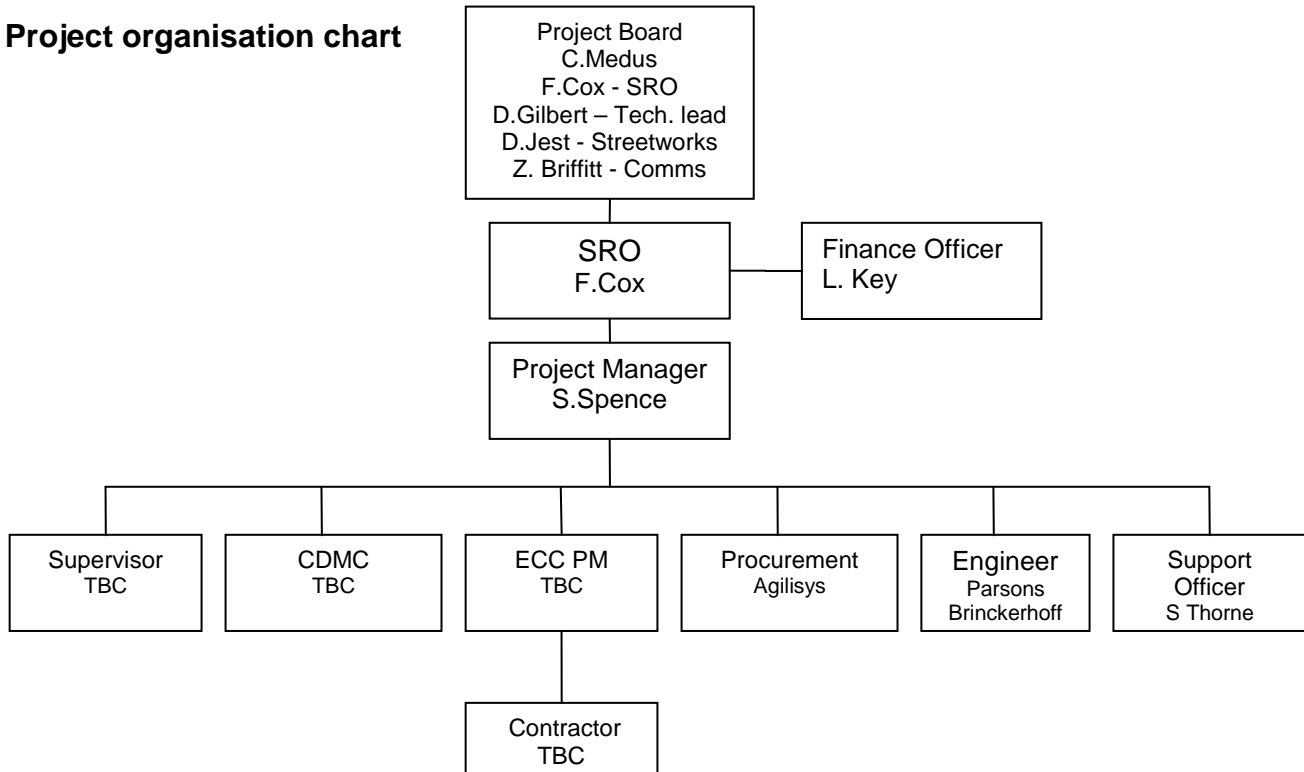 Project organisation chart
Project Board
C.Medus
F.Cox - SRO
D.Gilbert – Tech. lead
D.Jest - Streetworks
Z. Briffitt - Comms
SRO
F.Cox
Finance Officer
L. Key
Project Manager
S.Spence
Supervisor
TBC
CDMC
TBC
ECC PM
TBC
Procurement
Agilisys
Engineer
Parsons
Brinckerhoff
Support
Officer
S Thorne
Contractor
TBC